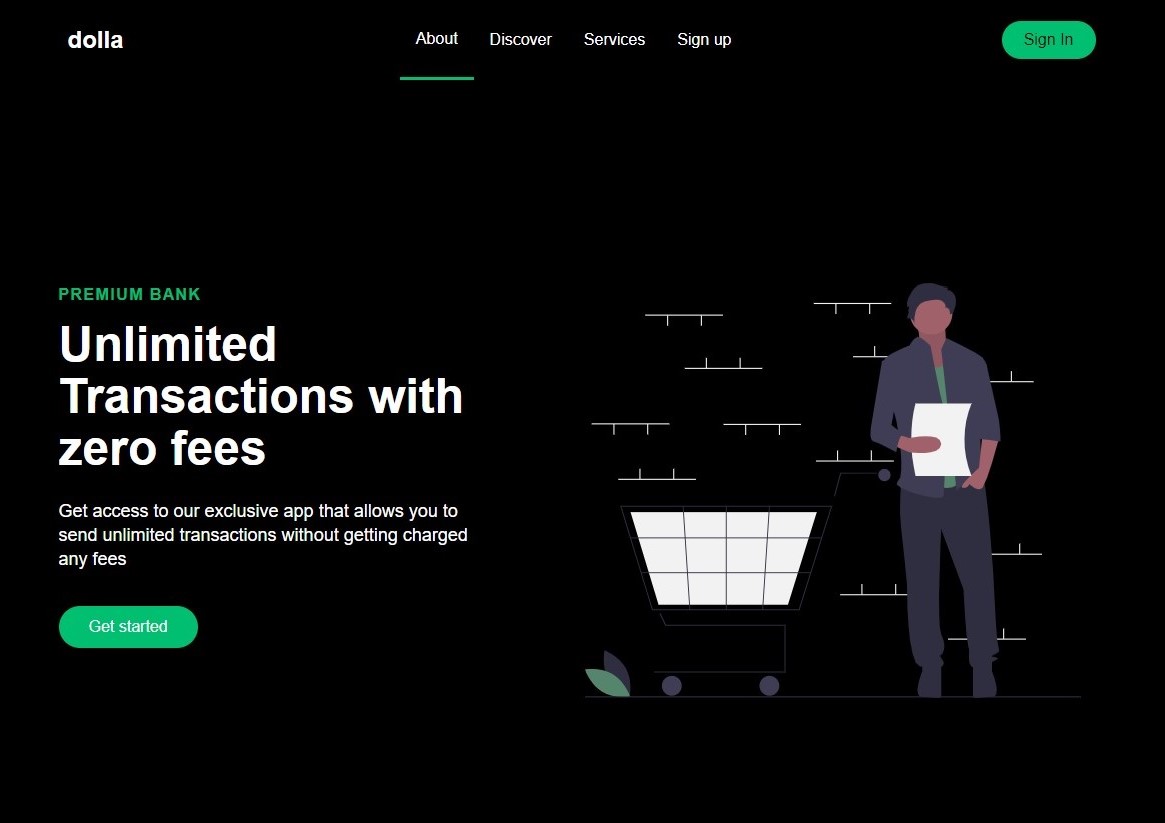 dolla
About
Discover
Services
Sign up
Sign In
PREMIUM BANK
Unlimited
Transactions with
zero fees
Get access to our exclusive app that allows you to
send unlimited transactions without getting charged
any fees
Get started